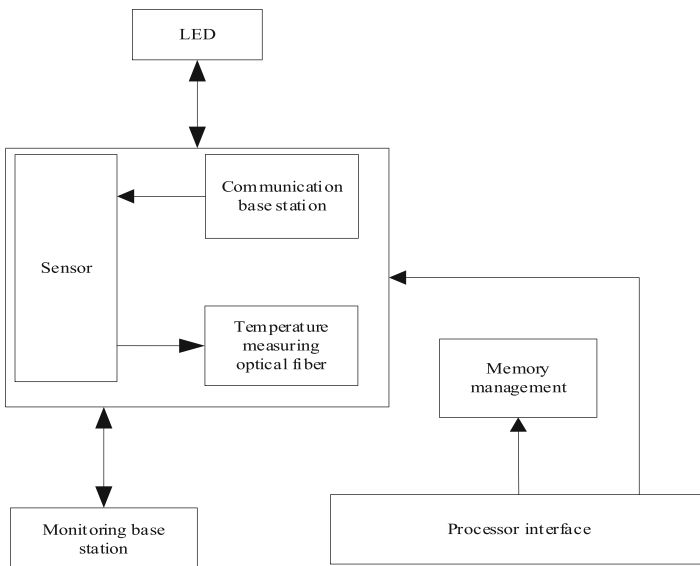 LED
Communication
base station
Sensor
Temperature
measuring
optical fiber
Memory
management
Monitoring base
station
Processor interface